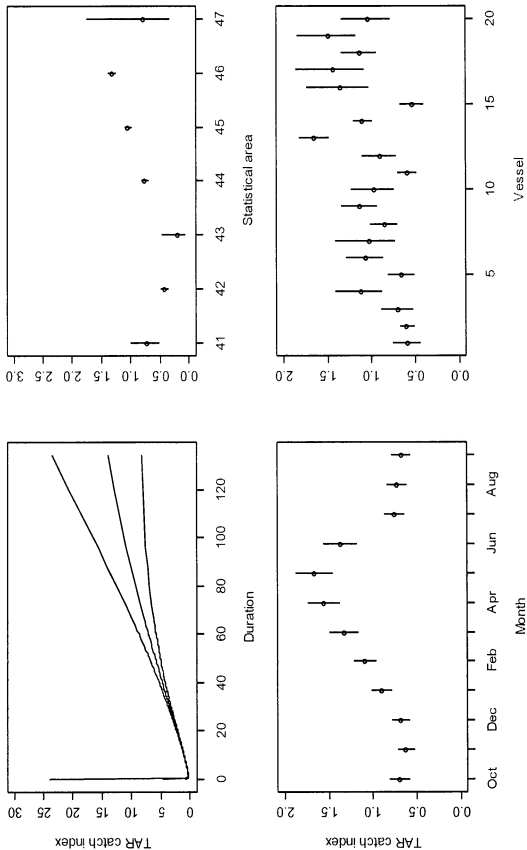 TAR catch index
30
25
20
15
10
5
0
0 20 40 60 80 100 120
Duration
3.0
2.5
2.0
1.5
1.0
0.5
0.0
41 42 43 44 45 46 47
Statistical area
TAR catch index
2.0
1.5
1.0
0.5
0.0
Oct Dec Feb Apr Jun Aug
Month
2.0
1.5
1.0
0.5
0.0
5 10 15 20
Vessel